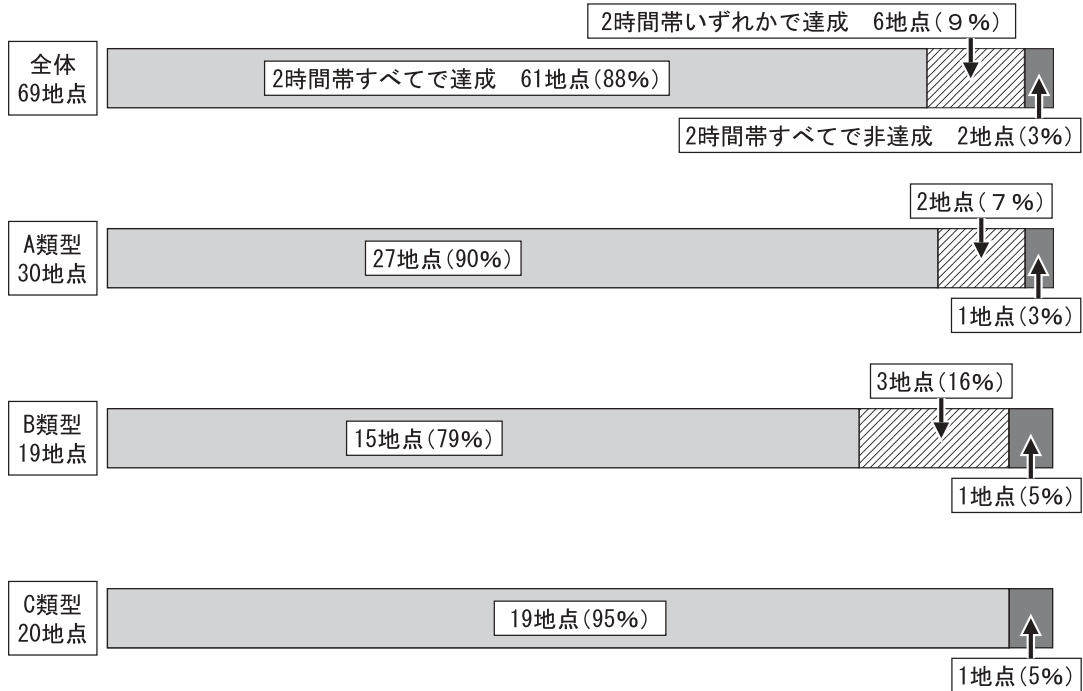 2時間帯いずれかで達成　6地点(９％)
全体
69地点
2時間帯すべてで達成　61地点(88%)
2時間帯すべてで非達成　2地点(3%)
2地点(７％)
A類型
30地点
27地点(90%)
1地点(3%)
3地点(16%)
B類型
19地点
15地点(79%)
1地点(5%)
C類型
20地点
19地点(95%)
1地点(5%)